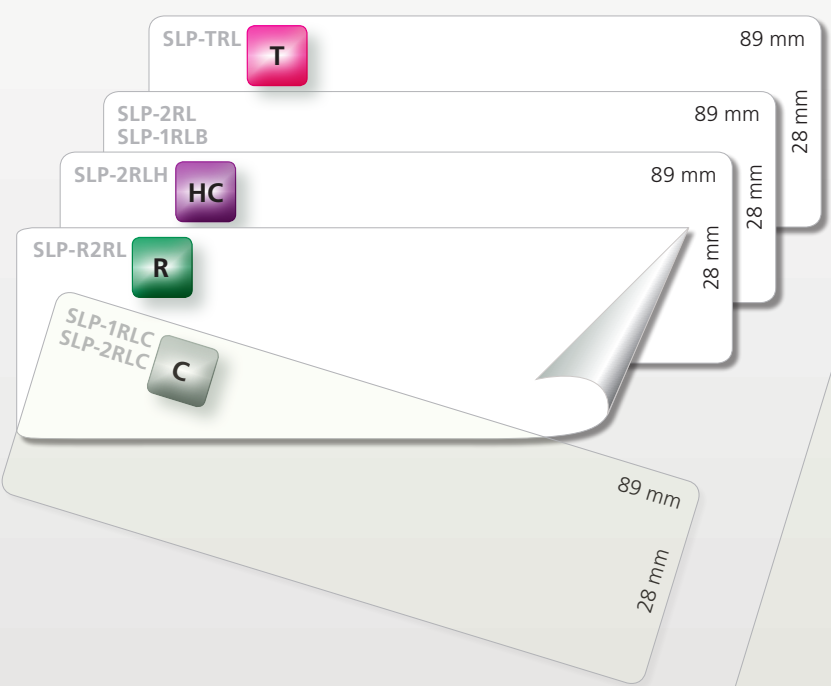 SLP-TRL T 89 mm
28 mm
SLP-2RL 89 mm
SLP-1RLB
28 mm
SLP-2RLH HC 89 mm
28 mm
SLP-R2RL R
SLP-1RLC
SLP-2RLC C
89 mm
28 mm